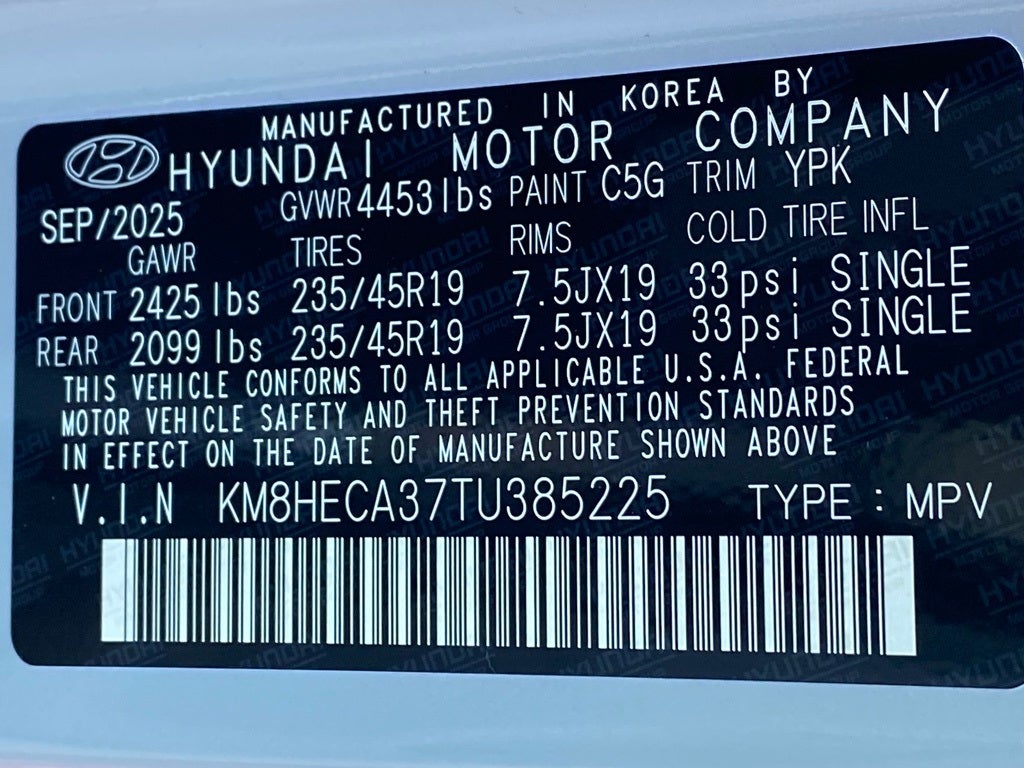 MANUFACTURED IN KOREA BY
HYUNDAI MOTOR COMPANY
SEP/2025 GVWR 4453 lbs PAINT C5G TRIM YPK
GAWR TIRES RIMS COLD TIRE INFL
FRONT 2425 lbs 235/45R19 7.5JX19 33psi SINGLE
REAR 2099 lbs 235/45R19 7.5JX19 33psi SINGLE
THIS VEHICLE CONFORMS TO ALL APPLICABLE U.S.A. FEDERAL
MOTOR VEHICLE SAFETY AND THEFT PREVENTION STANDARDS
IN EFFECT ON THE DATE OF MANUFACTURE SHOWN ABOVE
V.I.N KM8HECA37TU385225 TYPE : MPV